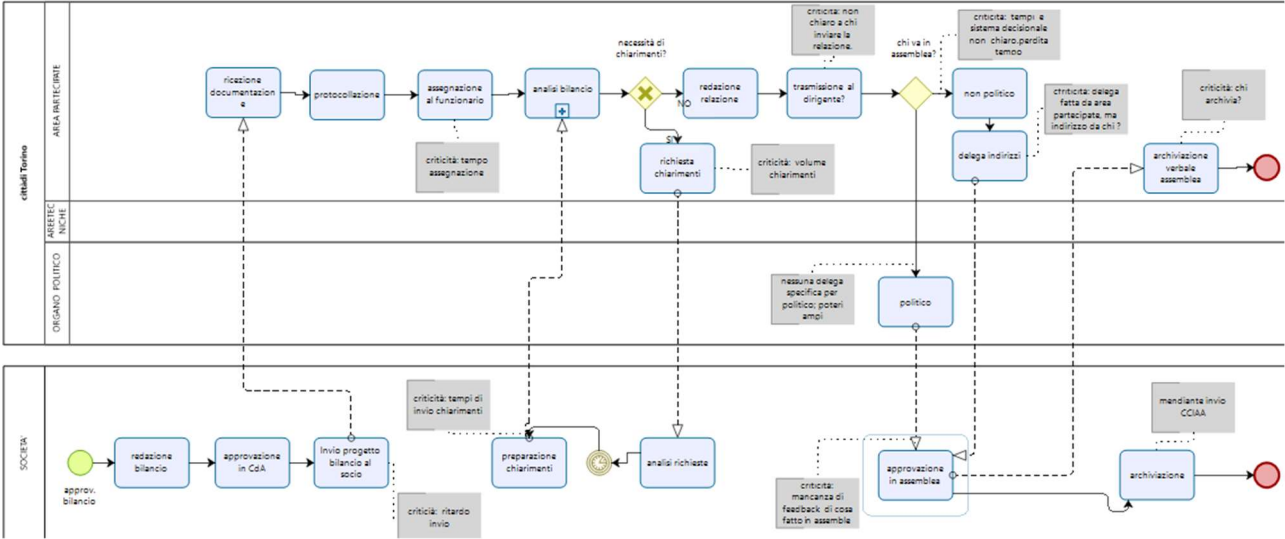 cittàdi Torino
AREA PARTECIPATE
AREETEC
NICHE
ORGANO POLITICO
SOCIETA'
ricezione
documentazion
e
protocollazione
assegnazione
al funzionario
criticità: tempo
assegnazione
analisi bilancio
necessità di
chiarimenti?
NO
SI
richiesta
chiarimenti
criticità: volume
chiarimenti
redazione
relazione
criticità: non
chiaro a chi
inviare la
relazione.
trasmissione al
dirigente?
chi va in
assemblea?
criticità: tempi e
sistema decisionale
non chiaro.perdita
tempo
non politico
delega indirizzi
ctriticità: delega
fatta da area
partecipate, ma
indirizzo da chi ?
criticità: chi
archivia?
archiviazione
verbale
assemblea
nessuna delega
specifica per
politico; poteri
ampi
politico
approv.
bilancio
redazione
bilancio
approvazione
in CdA
Invio progetto
bilancio al
socio
criticià: ritardo
invio
criticità: tempi di
invio chiarimenti
preparazione
chiarimenti
analisi richieste
criticità:
mancanza di
feedback di cosa
fatto in assemble
approvazione
in assemblea
mendiante invio
CCIAA
archiviazione